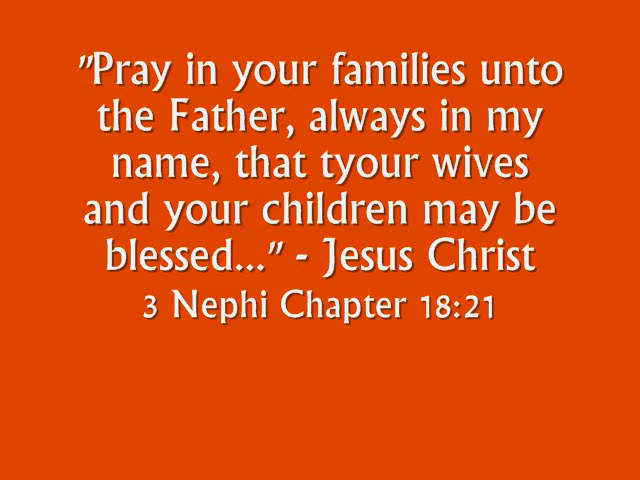 "Pray in your families unto
the Father, always in my
name, that tyour wives
and your children may be
blessed..." - Jesus Christ
3 Nephi Chapter 18:21